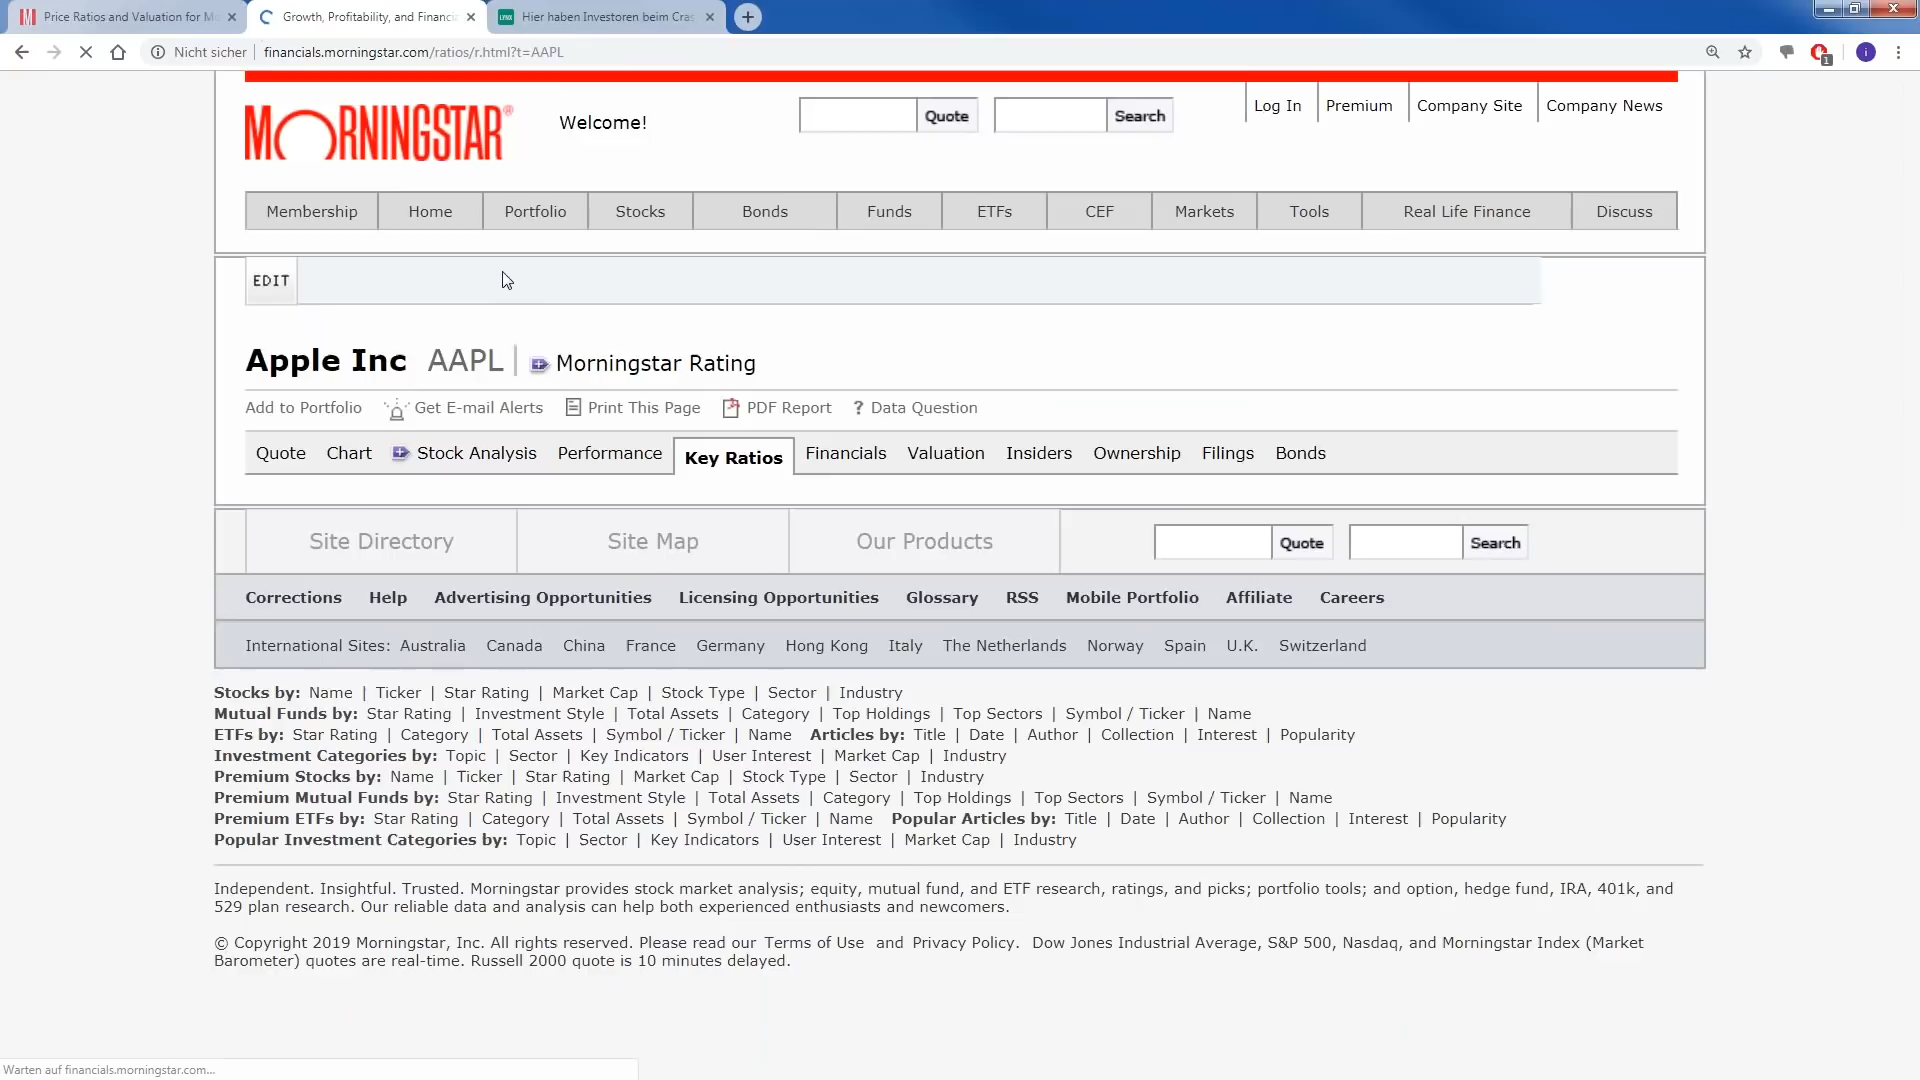 Price Ratios and Valuation for M
Growth, Profitability, and Financia
LYNX
Hier haben Investoren beim Cras
Nicht sicher
financials.morningstar.com/ratios/r.html?t=AAPL
1
i
MORNINGSTAR®
Welcome!
Quote
Search
Log In
Premium
Company Site
Company News
Membership
Home
Portfolio
Stocks
Bonds
Funds
ETFs
CEF
Markets
Tools
Real Life Finance
Discuss
EDIT
Apple Inc AAPL
Morningstar Rating
Add to Portfolio
Get E-mail Alerts
Print This Page
PDF Report
? Data Question
Quote
Chart
Stock Analysis
Performance
Key Ratios
Financials
Valuation
Insiders
Ownership
Filings
Bonds
Site Directory
Site Map
Our Products
Quote
Search
Corrections
Help
Advertising Opportunities
Licensing Opportunities
Glossary
RSS
Mobile Portfolio
Affiliate
Careers
International Sites: Australia Canada China France Germany Hong Kong Italy The Netherlands Norway Spain U.K. Switzerland
Stocks by: Name | Ticker | Star Rating | Market Cap | Stock Type | Sector | Industry
Mutual Funds by: Star Rating | Investment Style | Total Assets | Category | Top Holdings | Top Sectors | Symbol / Ticker | Name
ETFs by: Star Rating | Category | Total Assets | Symbol / Ticker | Name Articles by: Title | Date | Author | Collection | Interest | Popularity
Investment Categories by: Topic | Sector | Key Indicators | User Interest | Market Cap | Industry
Premium Stocks by: Name | Ticker | Star Rating | Market Cap | Stock Type | Sector | Industry
Premium Mutual Funds by: Star Rating | Investment Style | Total Assets | Category | Top Holdings | Top Sectors | Symbol / Ticker | Name
Premium ETFs by: Star Rating | Category | Total Assets | Symbol / Ticker | Name Popular Articles by: Title | Date | Author | Collection | Interest | Popularity
Popular Investment Categories by: Topic | Sector | Key Indicators | User Interest | Market Cap | Industry
Independent. Insightful. Trusted. Morningstar provides stock market analysis; equity, mutual fund, and ETF research, ratings, and picks; portfolio tools; and option, hedge fund, IRA, 401k, and
529 plan research. Our reliable data and analysis can help both experienced enthusiasts and newcomers.
© Copyright 2019 Morningstar, Inc. All rights reserved. Please read our Terms of Use and Privacy Policy. Dow Jones Industrial Average, S&P 500, Nasdaq, and Morningstar Index (Market
Barometer) quotes are real-time. Russell 2000 quote is 10 minutes delayed.
Warten auf financials.morningstar.com...